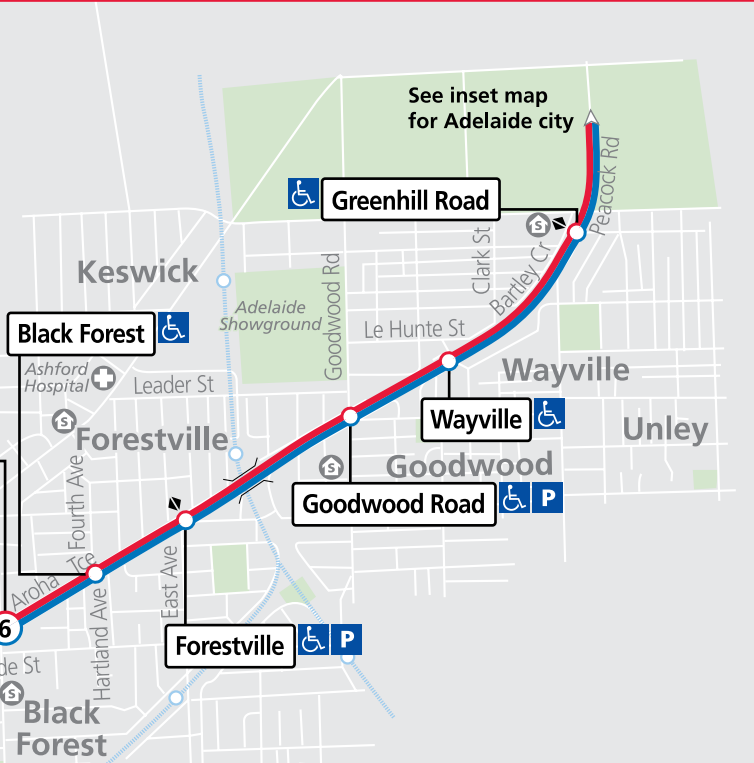 See inset map
for Adelaide city
Peacock Rd
Greenhill Road
S
Clark St
Bartley Cr
Keswick
Goodwood Rd
Adelaide
Showground
Le Hunte St
Black Forest
Ashford
Hospital
Leader St
Wayville
Wayville
Unley
S
Forestville
Goodwood
S
Goodwood Road
P
Fourth Ave
Aroha Tce
East Ave
6
Hartland Ave
Forestville
P
de St
S
Black
Forest